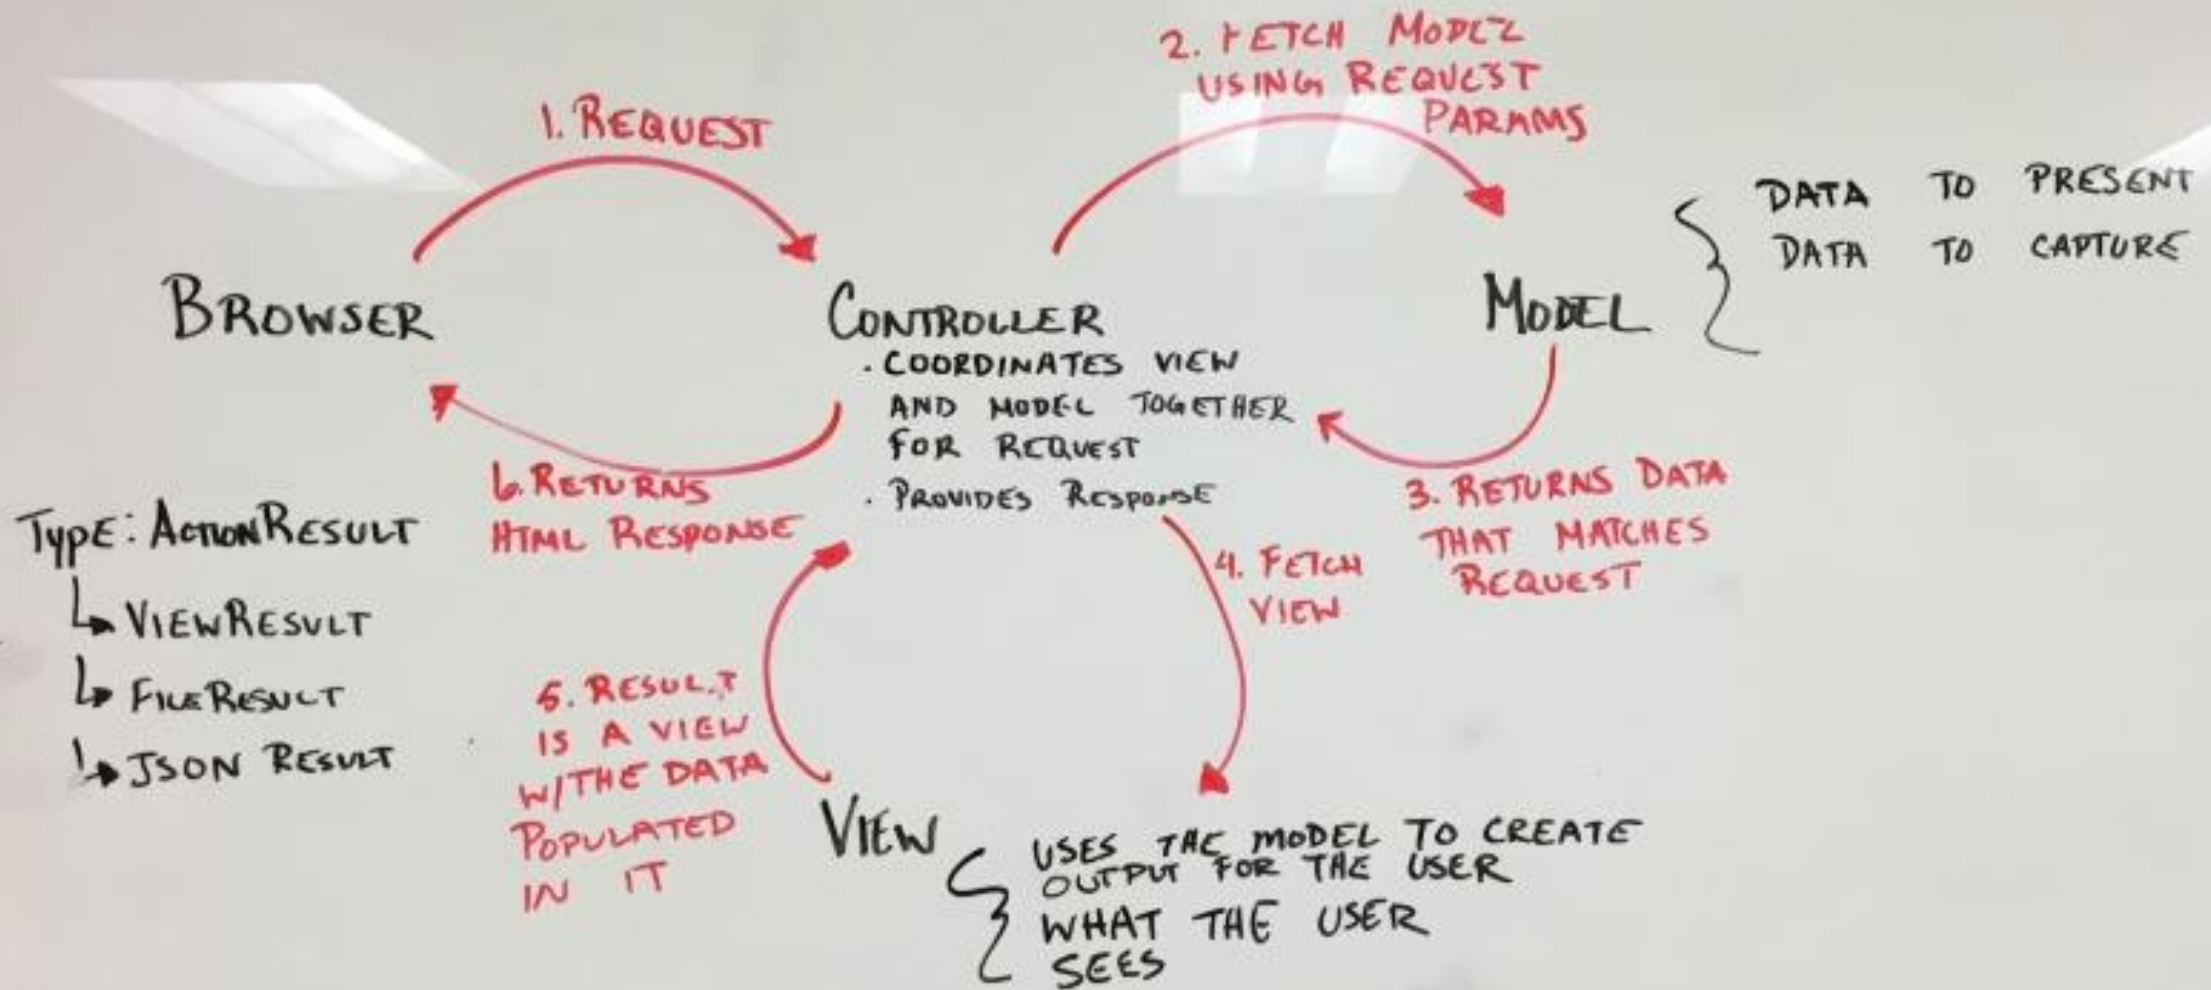 1. REQUEST
2. FETCH MODEL
USING REQUEST
PARAMS
DATA TO PRESENT
DATA TO CAPTURE
BROWSER
CONTROLLER
. COORDINATES VIEW
AND MODEL TOGETHER
FOR REQUEST
. PROVIDES RESPONSE
MODEL
3. RETURNS DATA
THAT MATCHES
REQUEST
6. RETURNS
HTML RESPONSE
TYPE: ACTIONRESULT
VIEWRESULT
FILERESULT
JSON RESULT
4. FETCH
VIEW
5. RESULT
IS A VIEW
W/THE DATA
POPULATED
IN IT
VIEW
USES THE MODEL TO CREATE
OUTPUT FOR THE USER
WHAT THE USER
SEES